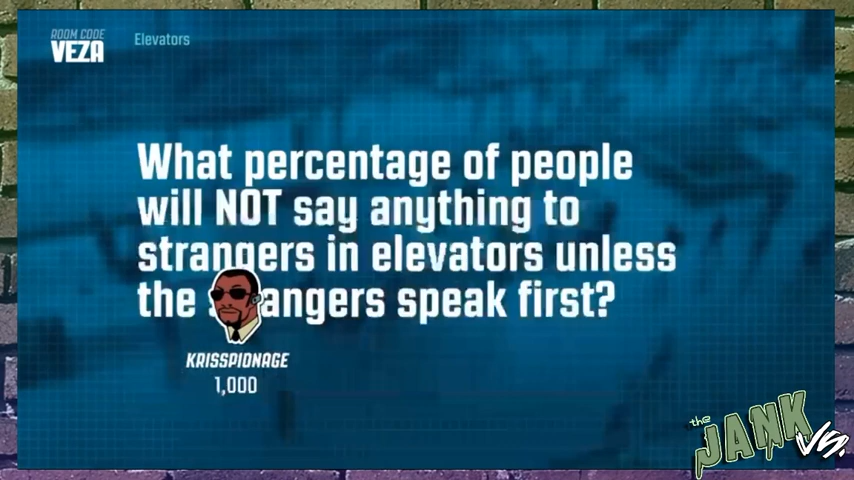 ROOM CODE
VEZA
Elevators
What percentage of people
will NOT say anything to
strangers in elevators unless
the angers speak first?
KRISSPIONAGE
1,000
the
JANK
VS.